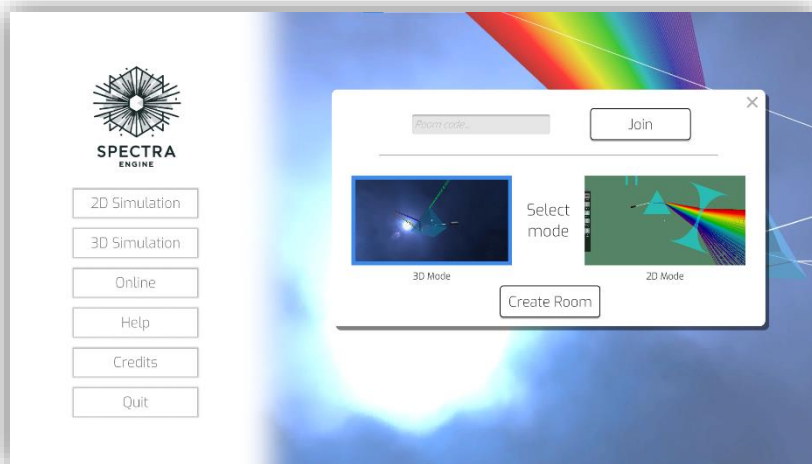 SPECTRA
ENGINE
2D Simulation
3D Simulation
Online
Help
Credits
Quit
Room code...
Join
Select
mode
3D Mode
2D Mode
Create Room